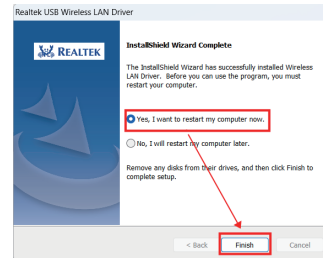 Realtek USB Wireless LAN Driver
REALTEK
InstallShield Wizard Complete
The InstallShield Wizard has successfully installed Wireless
LAN Driver. Before you can use the program, you must
restart your computer.
Yes, I want to restart my computer now.
No, I will restart my computer later.
Remove any disks from their drives, and then click Finish to
complete setup.
< Back
Finish
Cancel